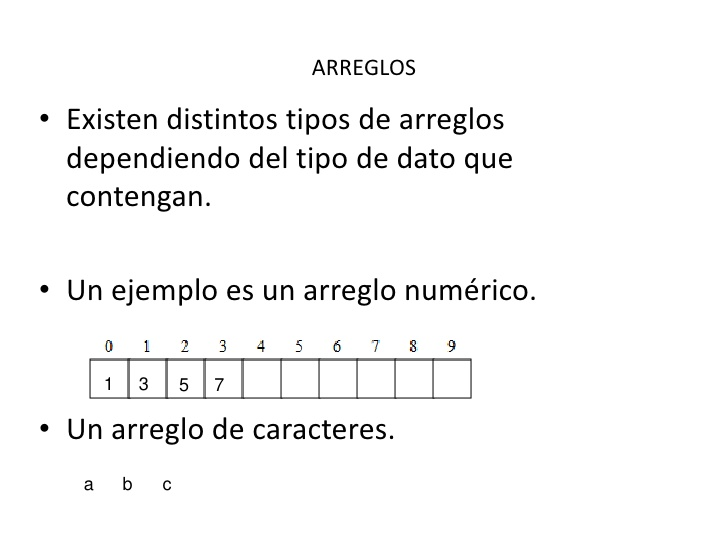 ARREGLOS
• Existen distintos tipos de arreglos
dependiendo del tipo de dato que
contengan.
• Un ejemplo es un arreglo numérico.
0 1 2 3 4 5 6 7 8 9
1 3 5 7
• Un arreglo de caracteres.
a b c